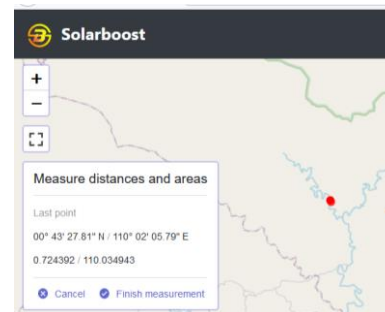 Solarboost
+
−
Measure distances and areas
Last point
00° 43' 27.81" N / 110° 02' 05.79" E
0.724392 / 110.034943
Cancel Finish measurement